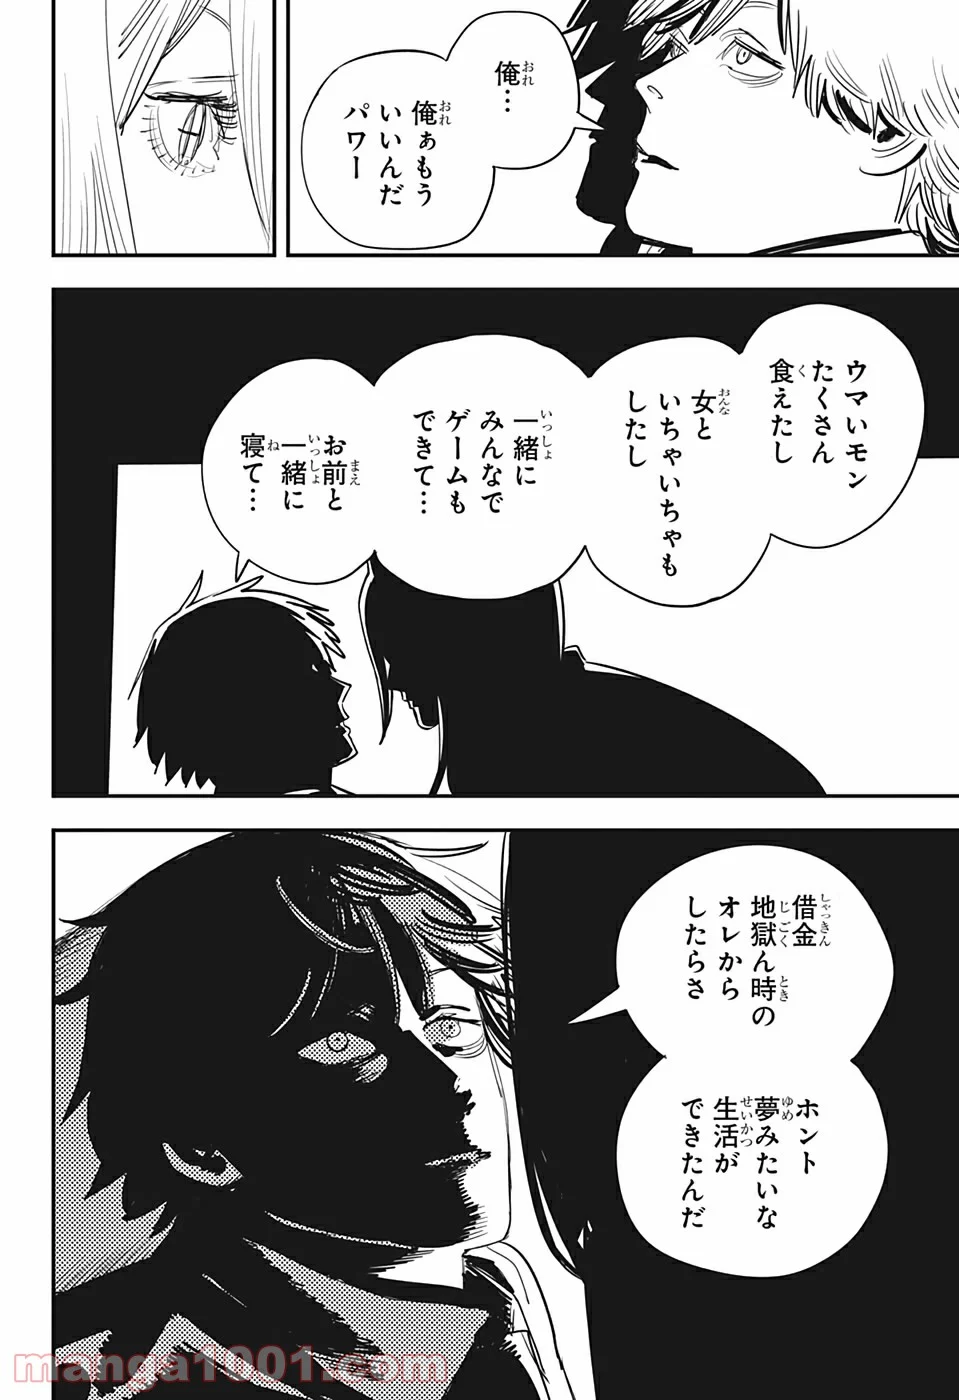 俺…
俺ぁもう
いいんだ
パワー
ウマいモン
たくさん
食えたし
女と
いちゃいちゃも
したし
一緒に
みんなで
ゲームも
できて…
お前と
一緒に
寝て…
借金
地獄ん時の
オレから
したらさ
ホント
夢みたいな
生活が
できたんだ
manga1001.com